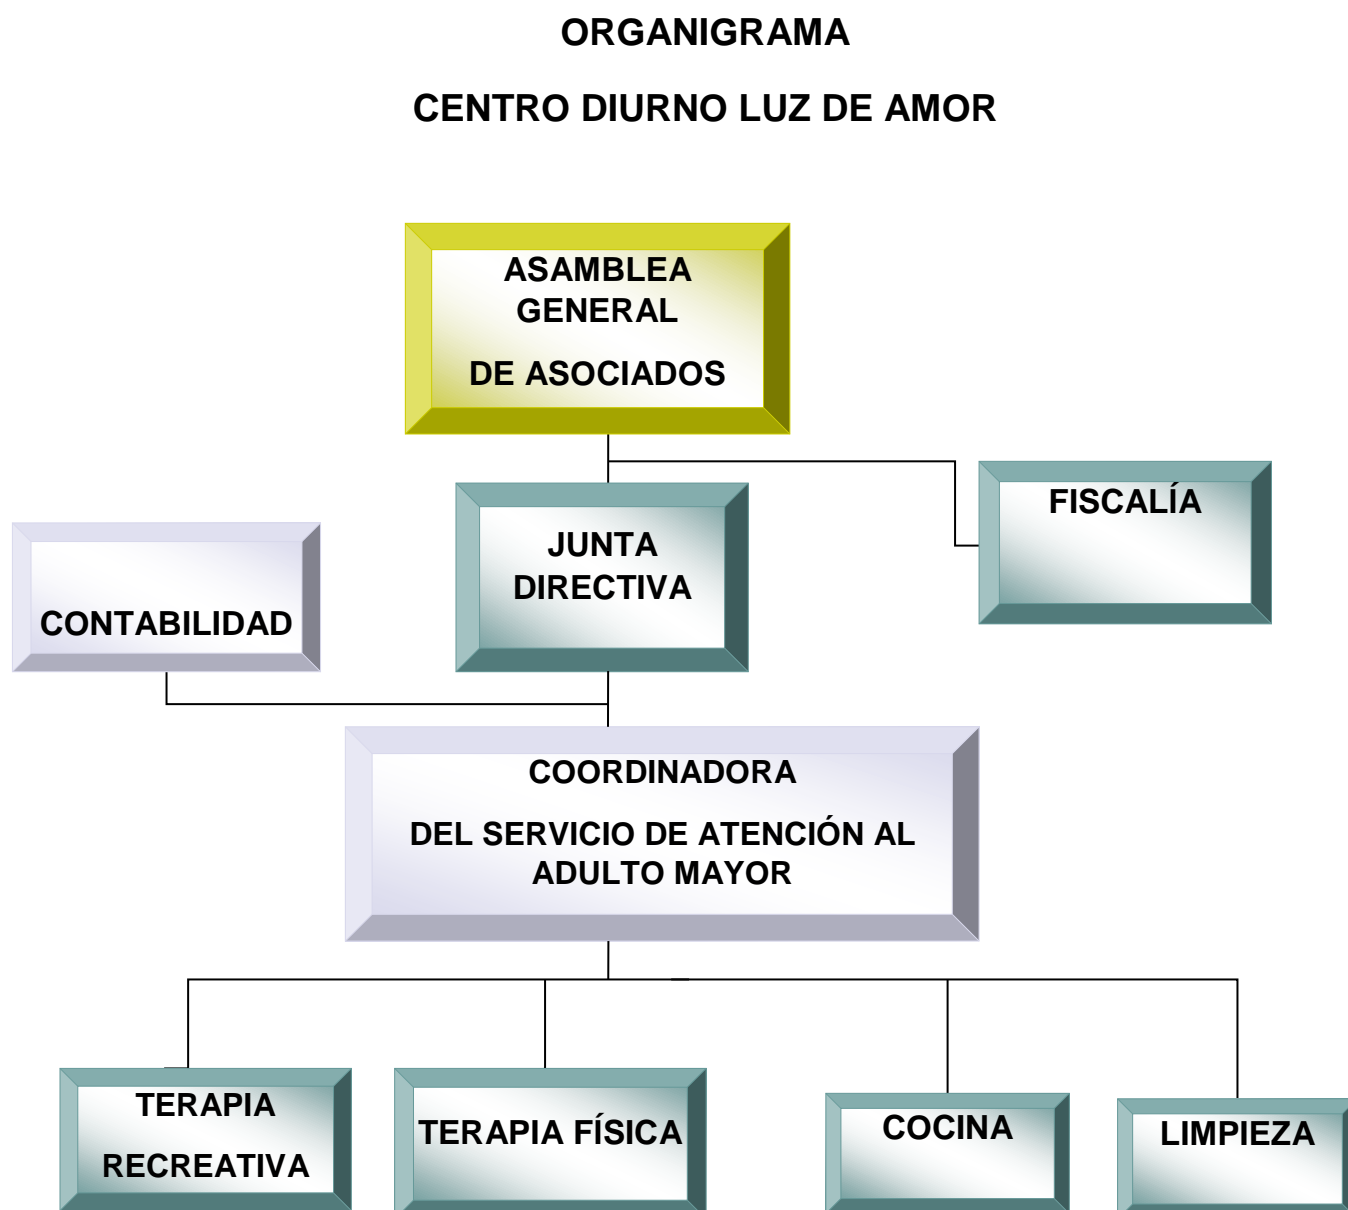 ORGANIGRAMA
CENTRO DIURNO LUZ DE AMOR
ASAMBLEA
GENERAL
DE ASOCIADOS
FISCALÍA
JUNTA
DIRECTIVA
CONTABILIDAD
COORDINADORA
DEL SERVICIO DE ATENCIÓN AL
ADULTO MAYOR
TERAPIA
RECREATIVA
TERAPIA FÍSICA
COCINA
LIMPIEZA